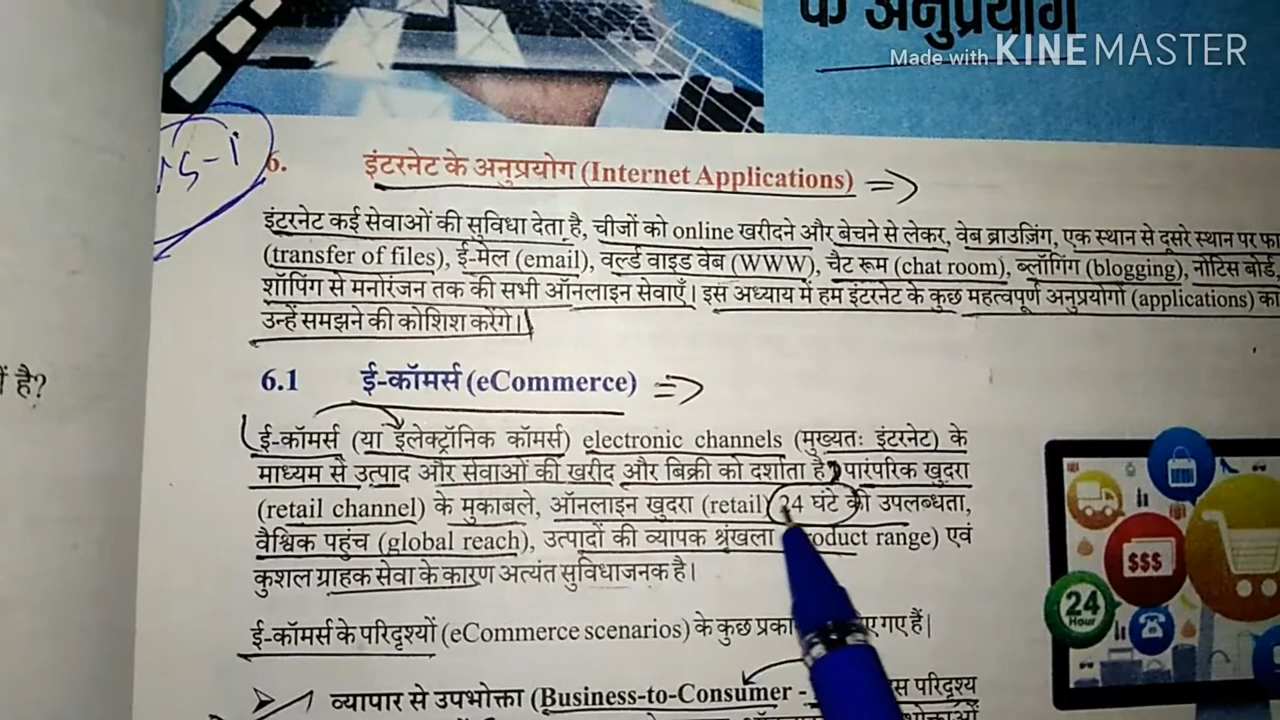 के अनुप्रयोग
Made with KINEMASTER
6. इंटरनेट के अनुप्रयोग (Internet Applications)
इंटरनेट कई सेवाओं की सुविधा देता है, चीजों को online खरीदने और बेचने से लेकर, वेब ब्राउज़िंग, एक स्थान से दूसरे स्थान पर
(transfer of files), ई-मेल (email), वर्ल्ड वाइड वेब (WWW), चैट रूम (chat room), ब्लॉगिंग (blogging), नोटिस बोर्ड,
शॉपिंग से मनोरंजन तक की सभी ऑनलाइन सेवाएँ। इस अध्याय में हम इंटरनेट के कुछ महत्वपूर्ण अनुप्रयोगों (applications) का
उन्हें समझने की कोशिश करेंगे।
हैं?
6.1 ई-कॉमर्स (eCommerce)
ई-कॉमर्स (या इलेक्ट्रॉनिक कॉमर्स) electronic channels (मुख्यतः इंटरनेट) के
माध्यम से उत्पाद और सेवाओं की खरीद और बिक्री को दर्शाता है। पारंपरिक खुदरा
(retail channel) के मुकाबले, ऑनलाइन खुदरा (retail) 24 घंटे की उपलब्धता,
वैश्विक पहुंच (global reach), उत्पादों की व्यापक श्रृंखला range) एवं
कुशल ग्राहक सेवा के कारण अत्यंत सुविधाजनक है।
$$$
24
Hour
ई-कॉमर्स के परिदृश्यों (eCommerce scenarios) के कुछ गए हैं।
व्यापार से उपभोक्ता (Business-to-Consumer - परिदृश्य